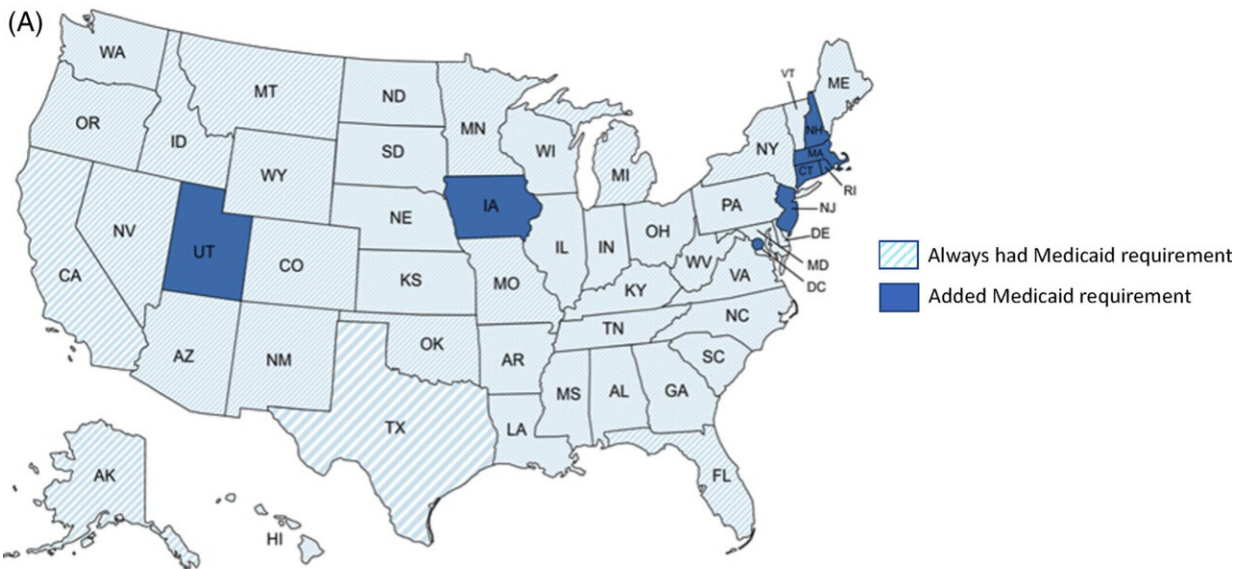 (A)
WA
OR
CA
NV
ID
MT
WY
UT
AZ
CO
NM
ND
SD
NE
KS
OK
TX
MN
IA
MO
AR
LA
WI
IL
MI
IN
OH
KY
TN
MS
AL
GA
FL
SC
NC
VA
WV
PA
NY
VT
NH
ME
MA
CT
RI
NJ
DE
MD
DC
AK
HI
Always had Medicaid requirement
Added Medicaid requirement